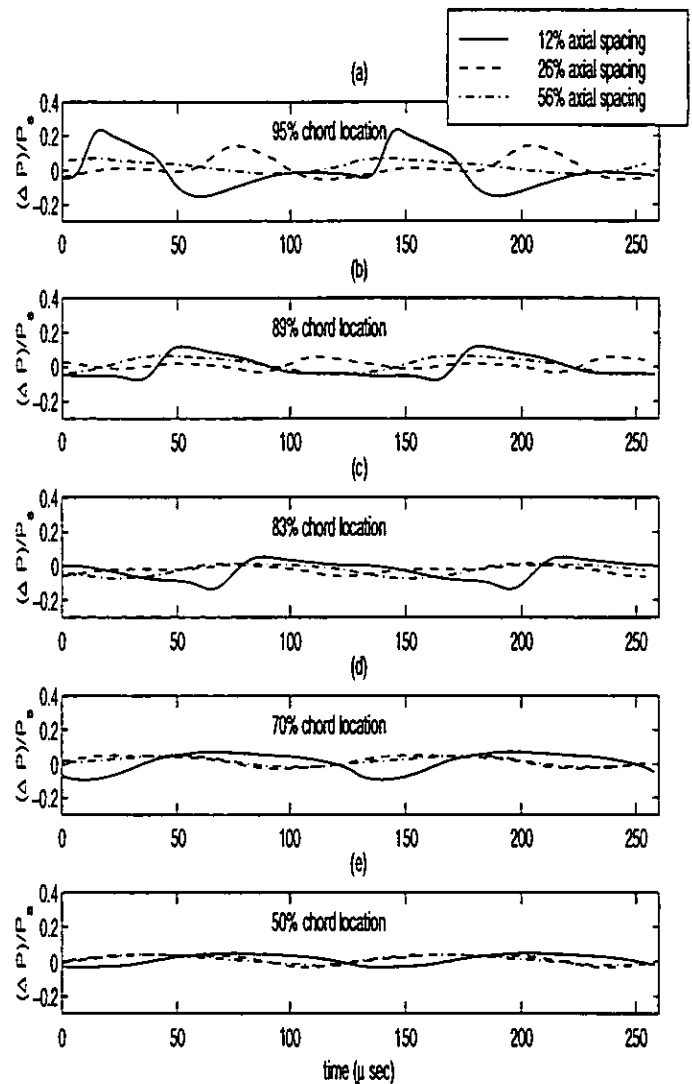 12% axial spacing
26% axial spacing
56% axial spacing
(a)
95% chord location
0.4
0.2
0
-0.2
(Δ P)/P
0 50 100 150 200 250
(b)
89% chord location
0.4
0.2
0
-0.2
(Δ P)/P
0 50 100 150 200 250
(c)
83% chord location
0.4
0.2
0
-0.2
(Δ P)/P
0 50 100 150 200 250
(d)
70% chord location
0.4
0.2
0
-0.2
(Δ P)/P
0 50 100 150 200 250
(e)
50% chord location
0.4
0.2
0
-0.2
(Δ P)/P
0 50 100 150 200 250
time (μ sec)